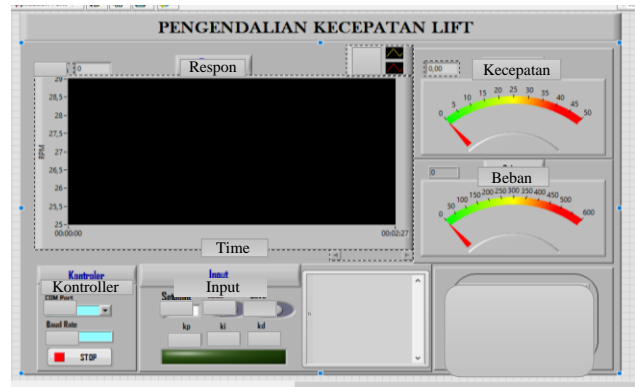 PENGENDALIAN KECEPATAN LIFT
0
Respon
29-
28,5-
28-
27,5-
27-
26,5-
26-
25,5-
25-
RPM
00:00:00
00:02:27
Time
0,00
Kecepatan
0 5 10 15 20 25 30 35 40 45 50
0
Beban
0 50 100 150 200 250 300 350 400 450 500 600
Kontroler
Kontroller
COM Port
Baud Rate
STOP
Input
Input
kp ki kd